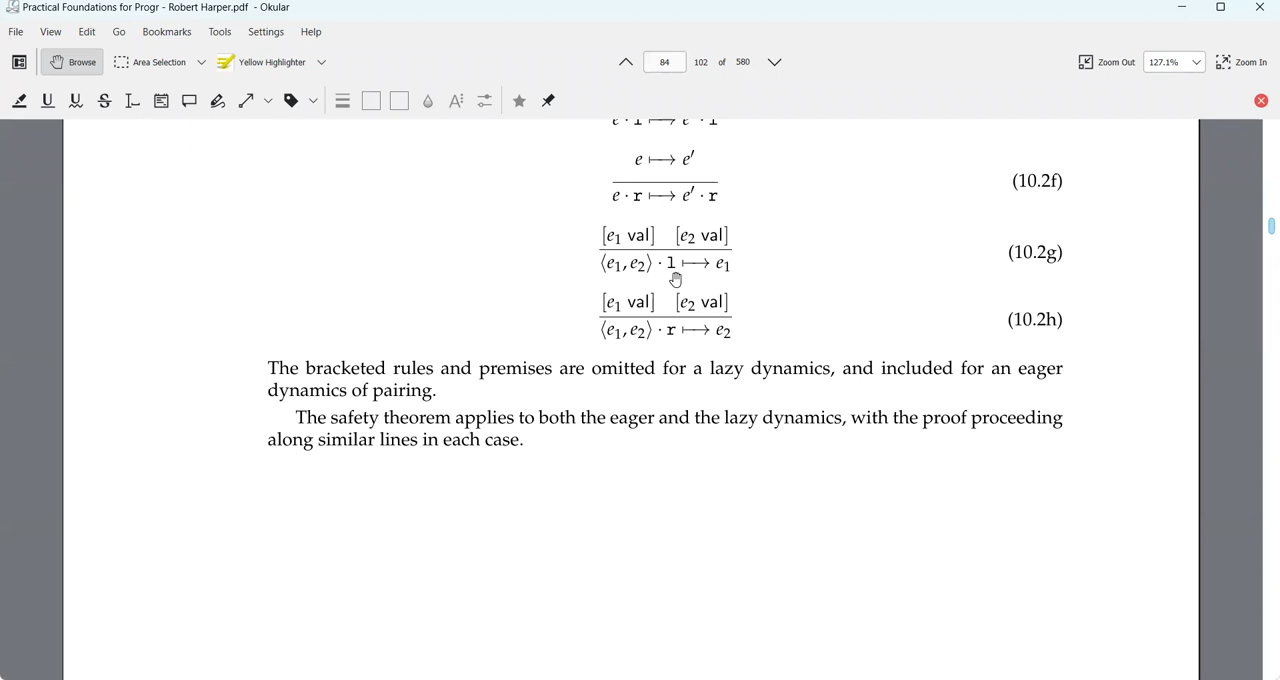 Practical Foundations for Progr - Robert Harper.pdf - Okular
File View Edit Go Bookmarks Tools Settings Help
Browse Area Selection Yellow Highlighter 84 102 of 580 Zoom Out 127.1% Zoom In
e · l ⟼ e′ · l
e ⟼ e′
e · r ⟼ e′ · r (10.2f)
[e₁ val] [e₂ val]
⟨e₁, e₂⟩ · l ⟼ e₁ (10.2g)
[e₁ val] [e₂ val]
⟨e₁, e₂⟩ · r ⟼ e₂ (10.2h)
The bracketed rules and premises are omitted for a lazy dynamics, and included for an eager
dynamics of pairing.
The safety theorem applies to both the eager and the lazy dynamics, with the proof proceeding
along similar lines in each case.